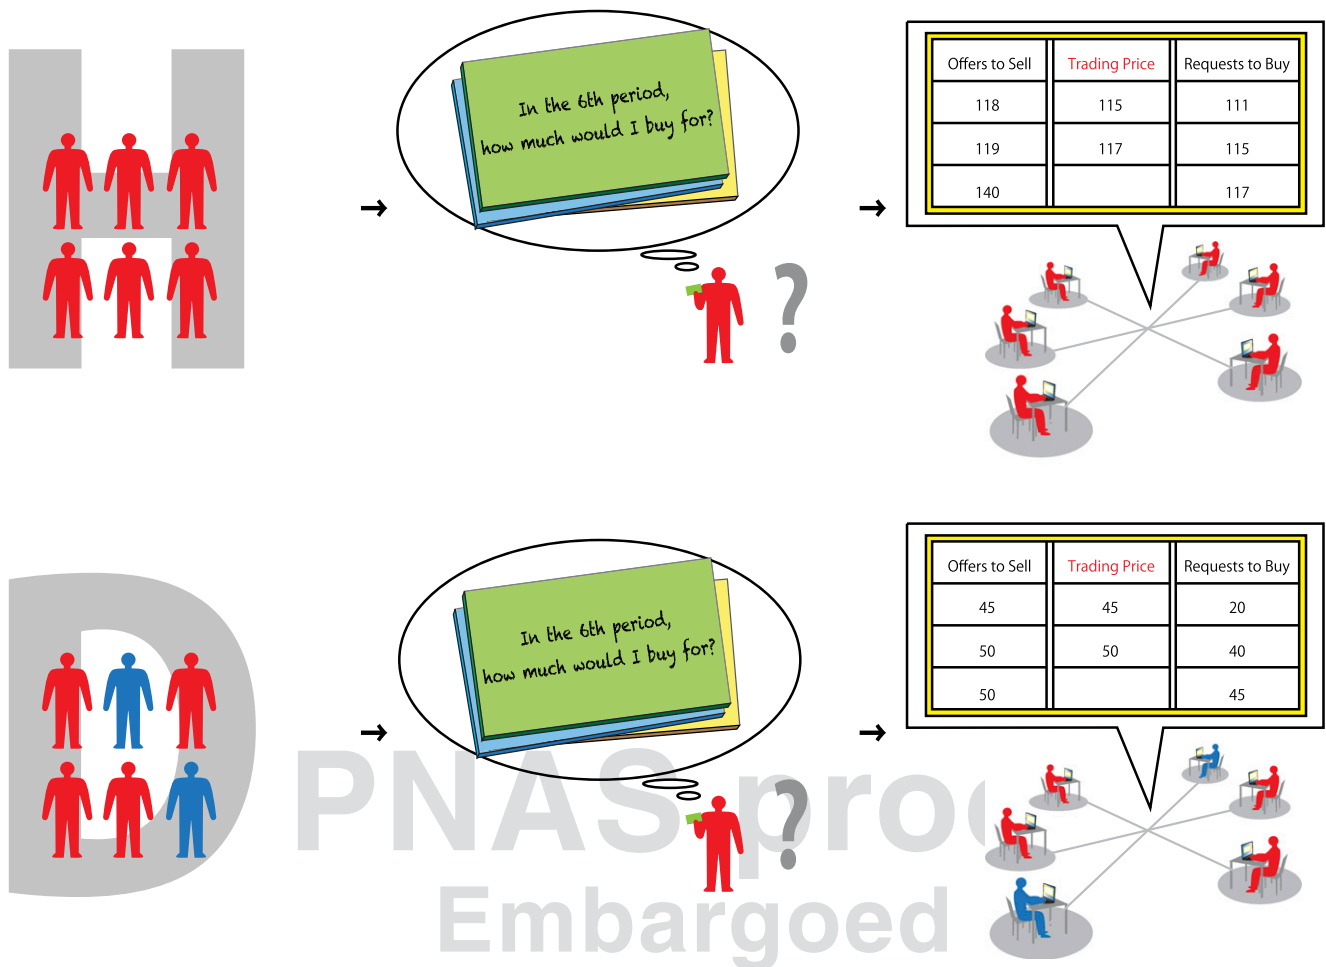 H
In the 6th period,
how much would I buy for?
?
Offers to Sell Trading Price Requests to Buy
118 115 111
119 117 115
140 117
D
In the 6th period,
how much would I buy for?
?
Offers to Sell Trading Price Requests to Buy
45 45 20
50 50 40
50 45
PNAS
Embargoed